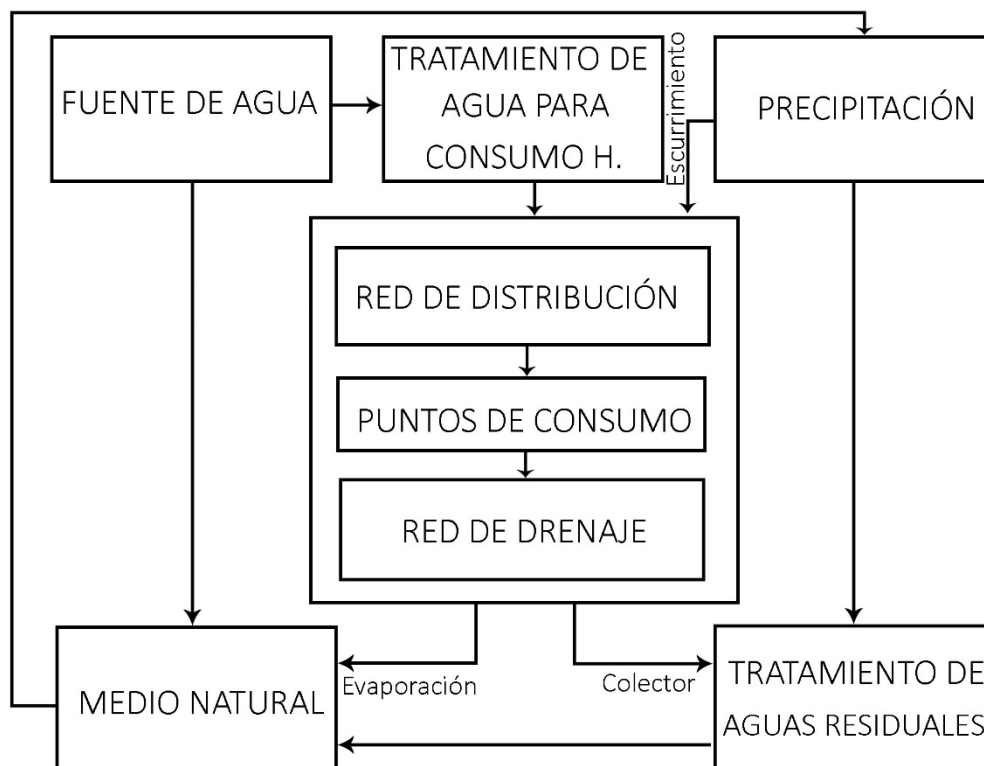 FUENTE DE AGUA
TRATAMIENTO DE
AGUA PARA
CONSUMO H.
Escurrimiento
PRECIPITACIÓN
RED DE DISTRIBUCIÓN
PUNTOS DE CONSUMO
RED DE DRENAJE
MEDIO NATURAL
Evaporación
Colector
TRATAMIENTO DE
AGUAS RESIDUALES